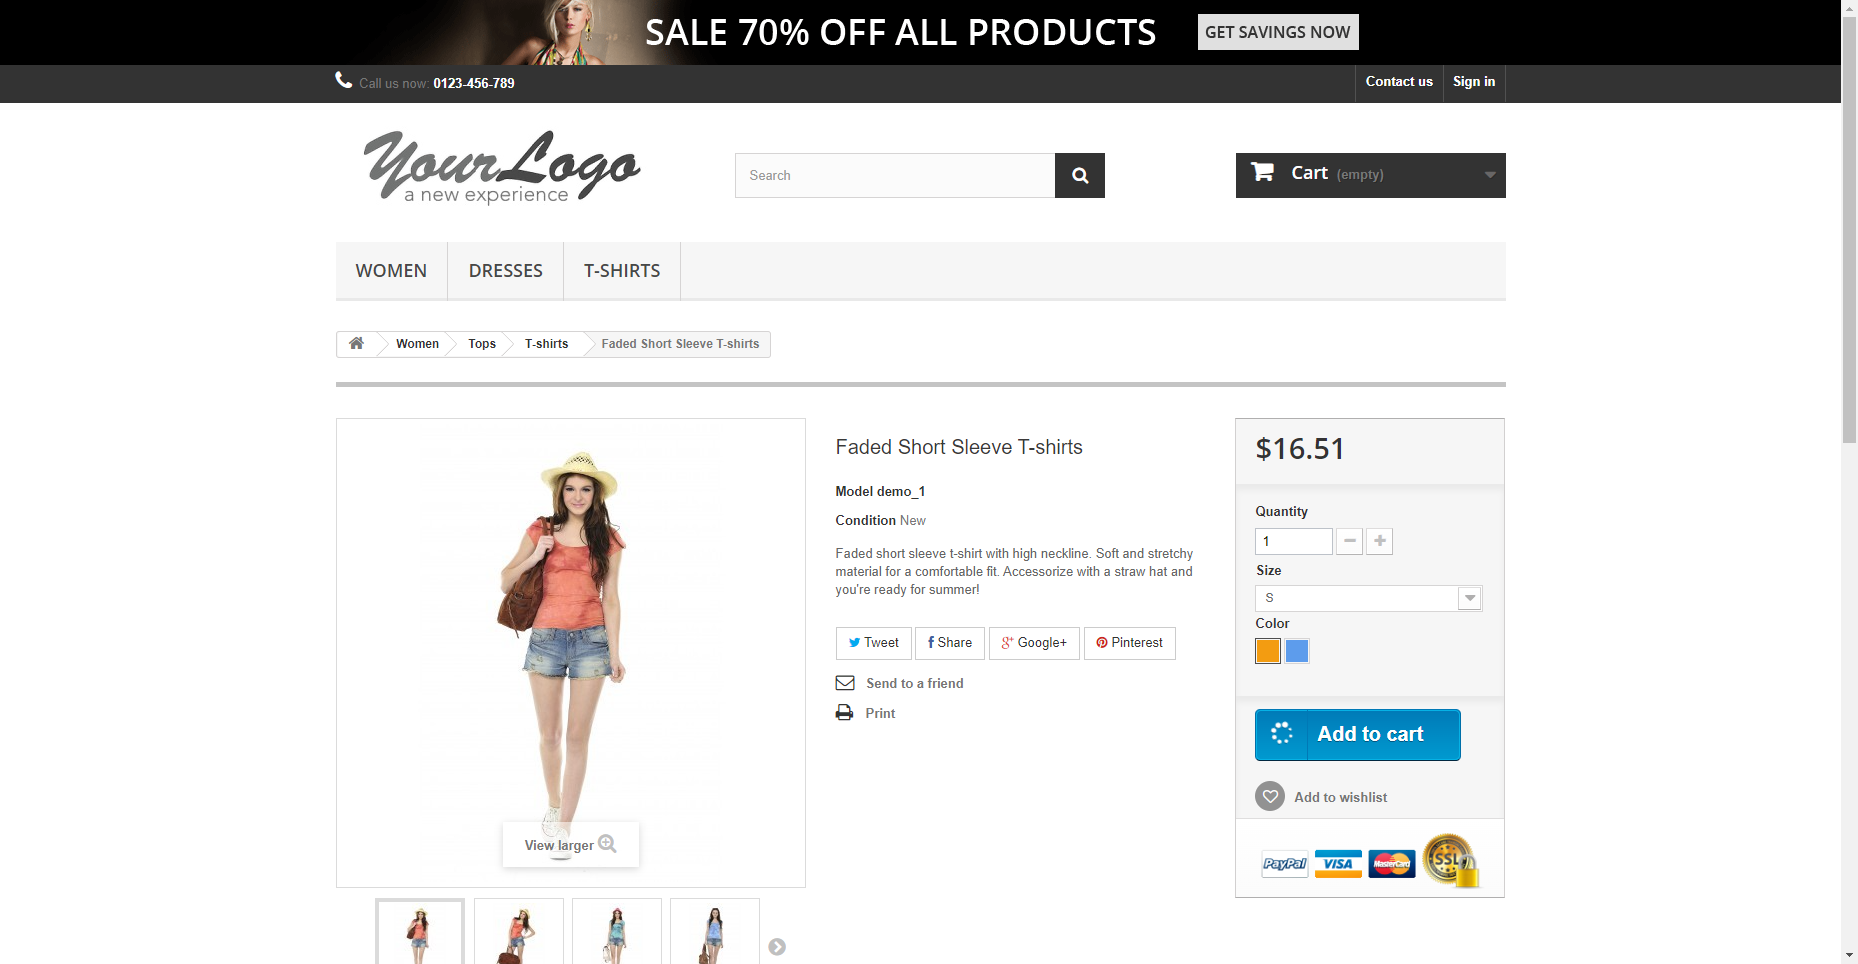 SALE 70% OFF ALL PRODUCTS GET SAVINGS NOW
Call us now: 0123-456-789 Contact us Sign in
YourLogo
a new experience
Search
Cart (empty)
WOMEN DRESSES T-SHIRTS
Women Tops T-shirts Faded Short Sleeve T-shirts
Faded Short Sleeve T-shirts
Model demo_1
Condition New
Faded short sleeve t-shirt with high neckline. Soft and stretchy
material for a comfortable fit. Accessorize with a straw hat and
you're ready for summer!
Tweet Share Google+ Pinterest
Send to a friend
Print
View larger
$16.51
Quantity
1
Size
S
Color
Add to cart
Add to wishlist
PayPal VISA MasterCard SSL